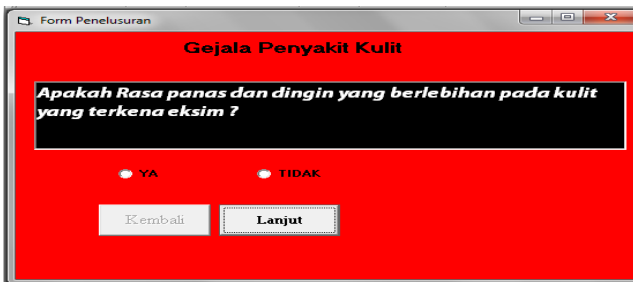 Form Penelusuran
Gejala Penyakit Kulit
Apakah Rasa panas dan dingin yang berlebihan pada kulit
yang terkena eksim ?
YA TIDAK
Kembali Lanjut